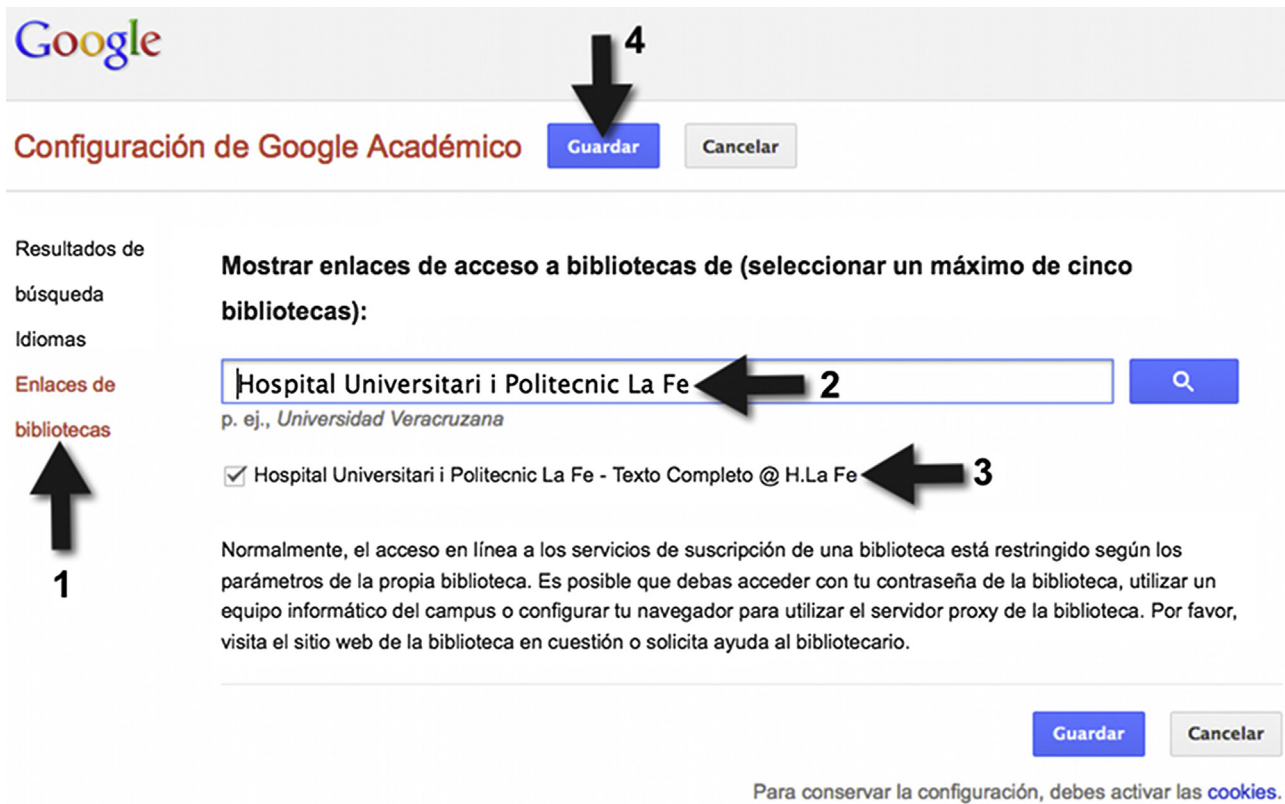 Google
4
Configuración de Google Académico Guardar Cancelar
Resultados de
búsqueda
Idiomas
Enlaces de
bibliotecas
1
Mostrar enlaces de acceso a bibliotecas de (seleccionar un máximo de cinco
bibliotecas):
Hospital Universitari i Politecnic La Fe 2
p. ej., Universidad Veracruzana
Hospital Universitari i Politecnic La Fe - Texto Completo @ H.La Fe 3
Normalmente, el acceso en línea a los servicios de suscripción de una biblioteca está restringido según los
parámetros de la propia biblioteca. Es posible que debas acceder con tu contraseña de la biblioteca, utilizar un
equipo informático del campus o configurar tu navegador para utilizar el servidor proxy de la biblioteca. Por favor,
visita el sitio web de la biblioteca en cuestión o solicita ayuda al bibliotecario.
Guardar Cancelar
Para conservar la configuración, debes activar las cookies.